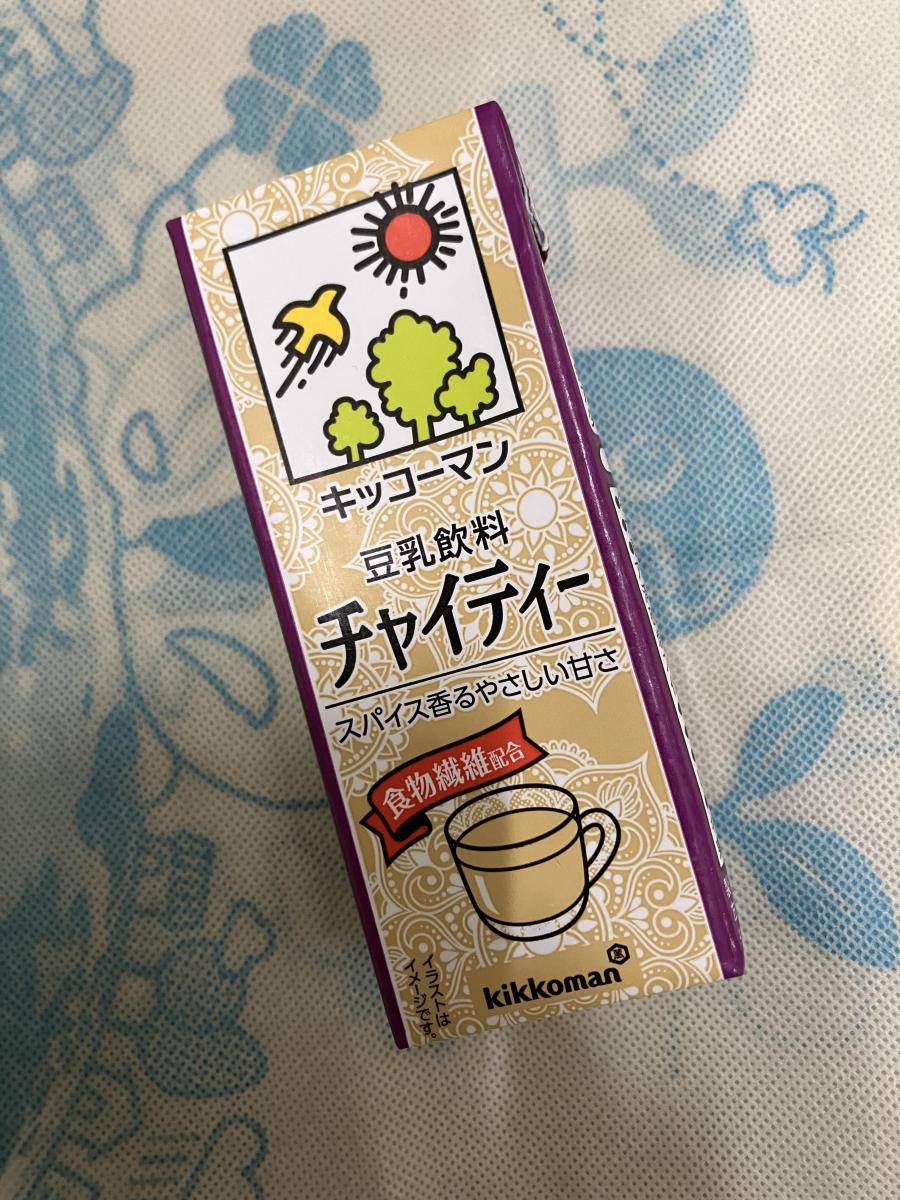 キッコーマン
豆乳飲料
チャイティー
スパイス香るやさしい甘さ
食物繊維配合
kikkoman
イラストは
イメージです。